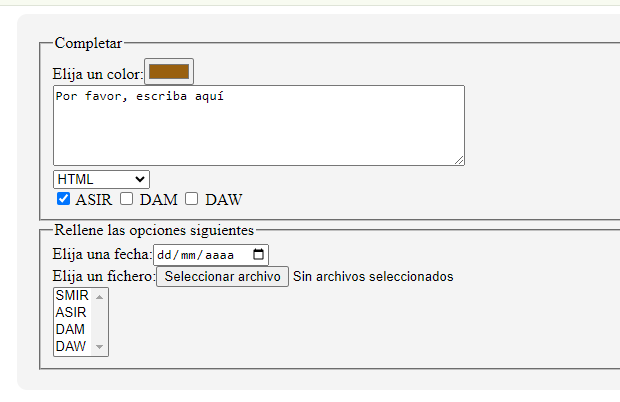 Completar
Elija un color:
Por favor, escriba aquí
HTML
ASIR DAM DAW
Rellene las opciones siguientes
Elija una fecha: dd/mm/aaaa
Elija un fichero: Seleccionar archivo Sin archivos seleccionados
SMIR
ASIR
DAM
DAW